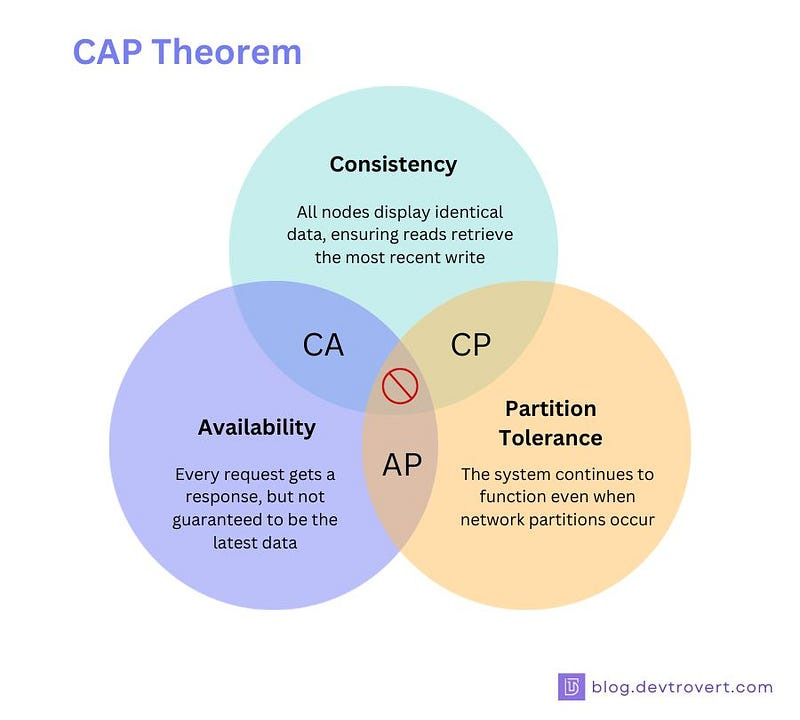 CAP Theorem
Consistency
All nodes display identical
data, ensuring reads retrieve
the most recent write
CA
CP
Availability
Every request gets a
response, but not
guaranteed to be the
latest data
AP
Partition
Tolerance
The system continues to
function even when
network partitions occur
blog.devtrovert.com